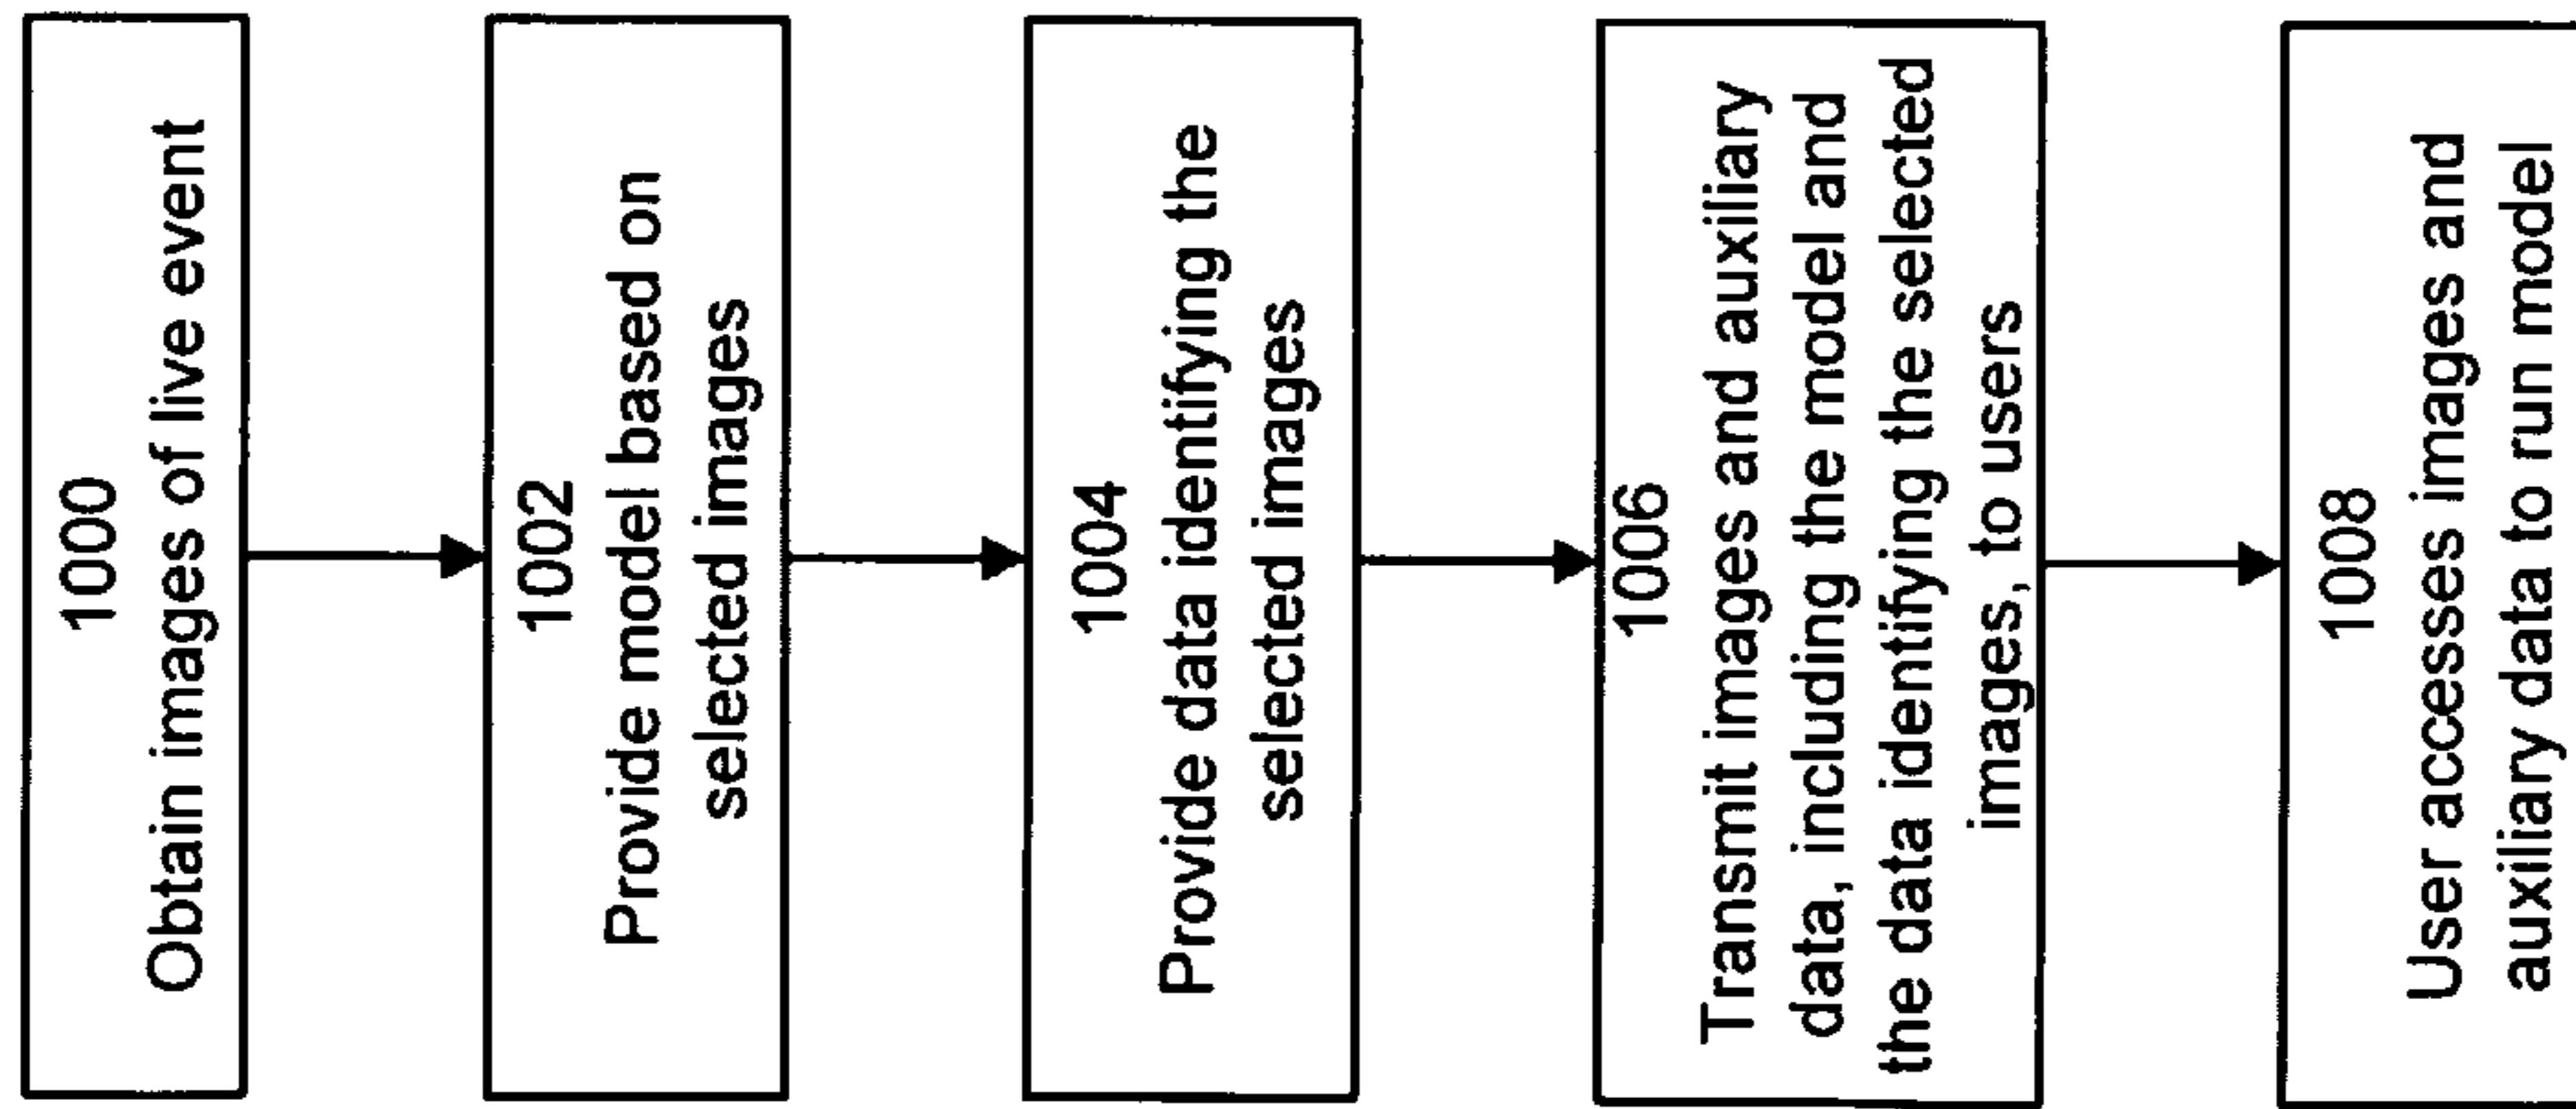 1000
Obtain images of live event
1002
Provide model based on
selected images
1004
Provide data identifying the
selected images
1006
Transmit images and auxiliary
data, including the model and
the data identifying the selected
images, to users
1008
User accesses images and
auxiliary data to run model